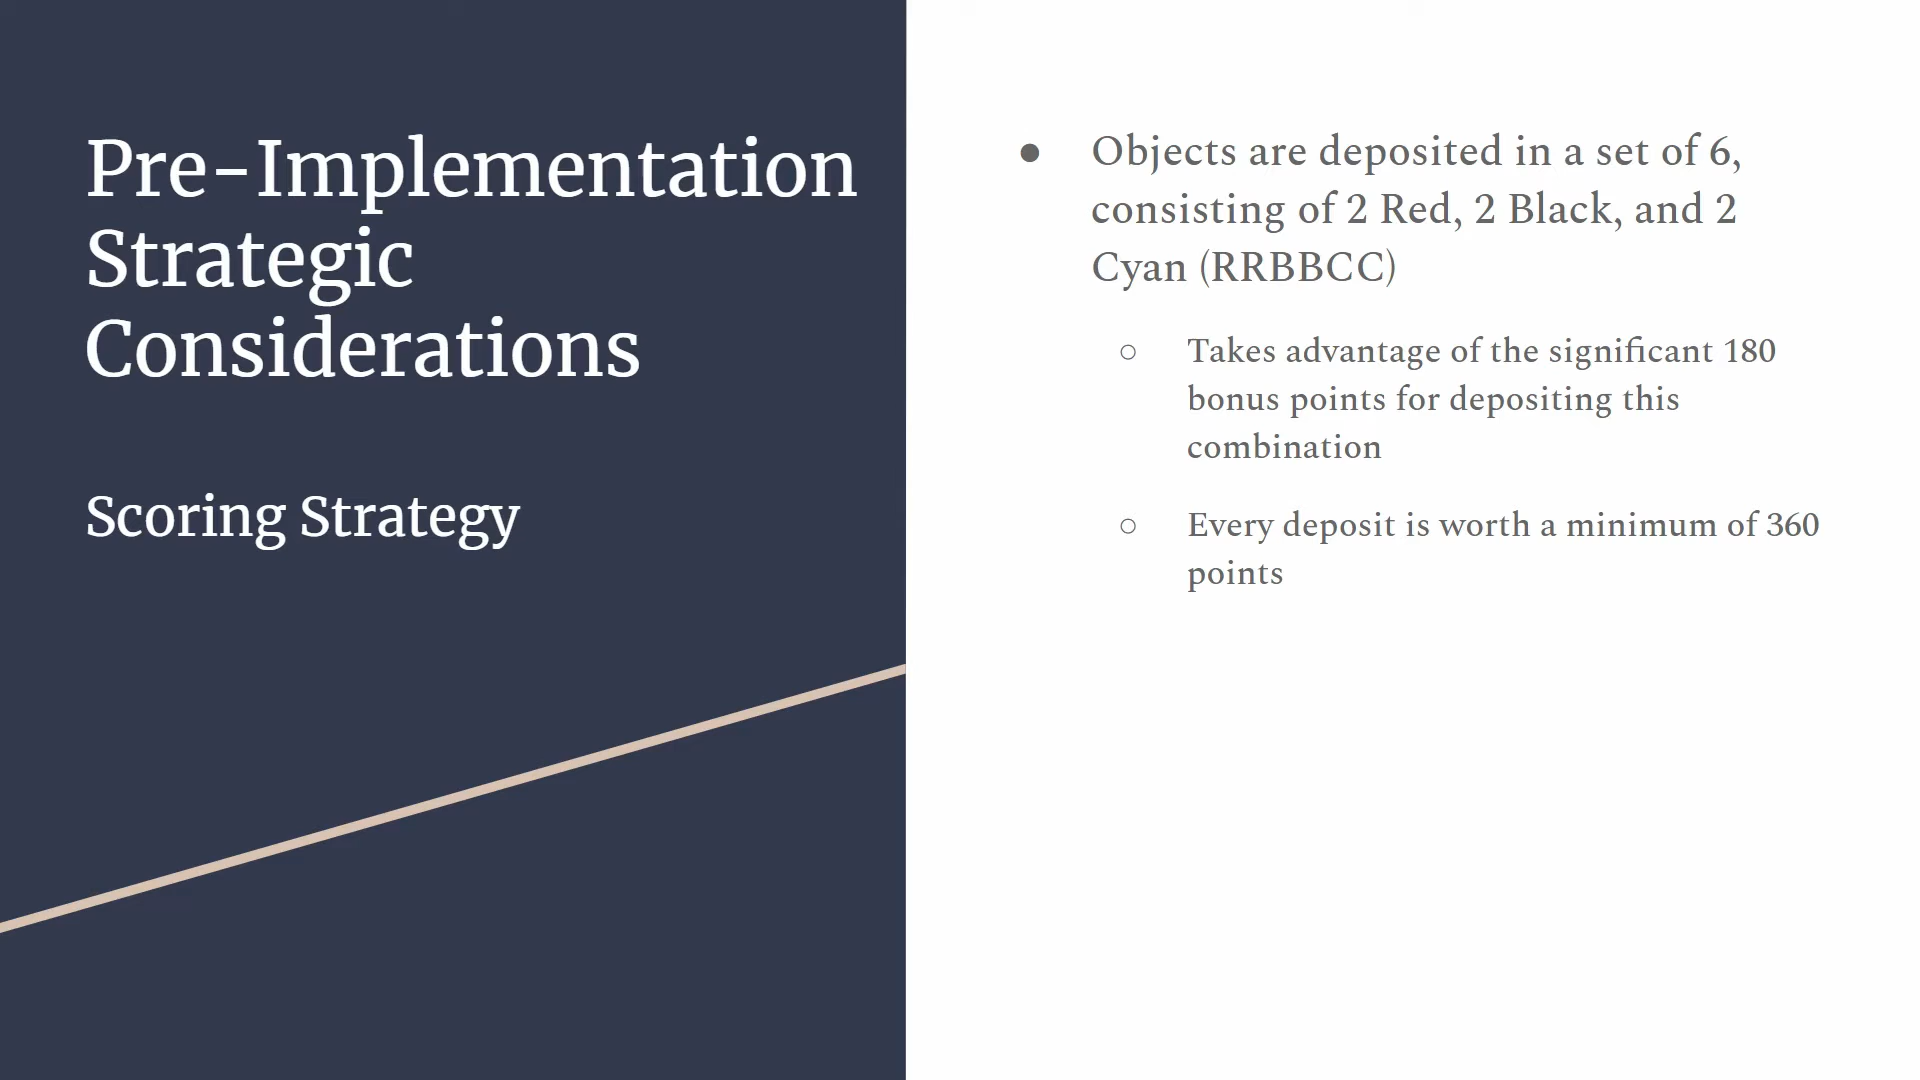 Pre-Implementation
Strategic
Considerations
Scoring Strategy
● Objects are deposited in a set of 6,
consisting of 2 Red, 2 Black, and 2
Cyan (RRBBCC)
○ Takes advantage of the significant 180
bonus points for depositing this
combination
○ Every deposit is worth a minimum of 360
points